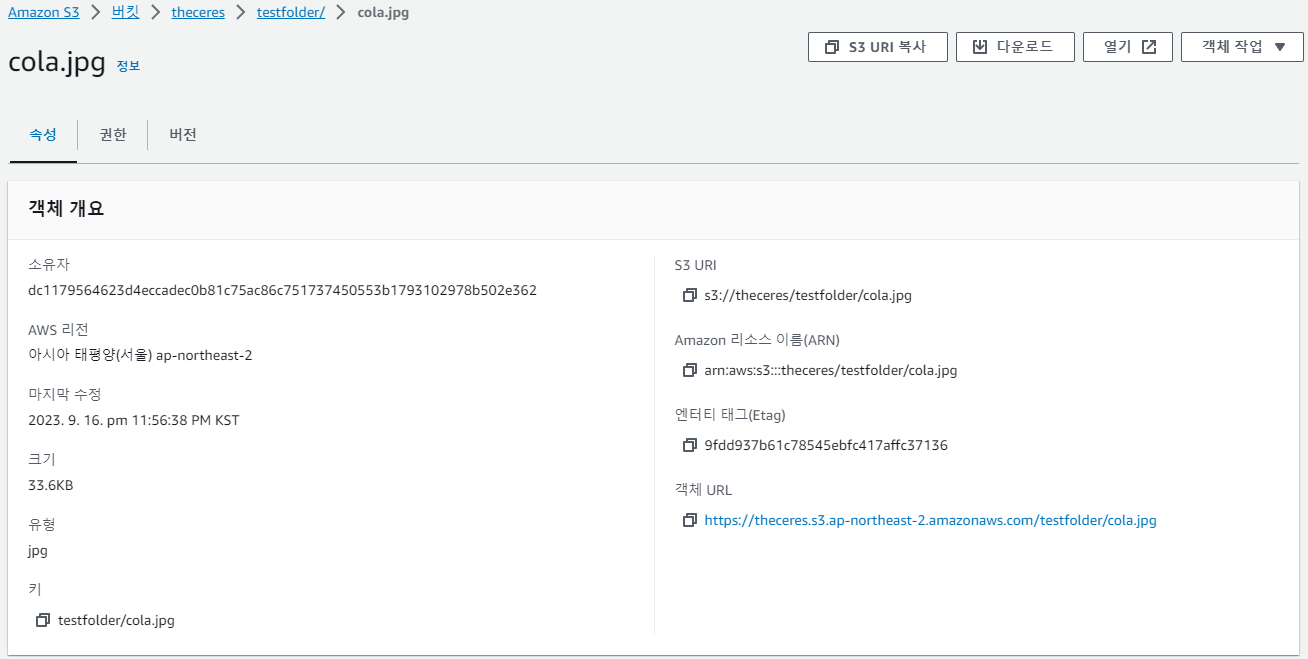 Amazon S3 > 버킷 > theceres > testfolder/ > cola.jpg
cola.jpg 정보
S3 URI 복사 다운로드 열기 객체 작업 ▼
속성 권한 버전
객체 개요
소유자
dc1179564623d4eccadec0b81c75ac86c751737450553b1793102978b502e362
AWS 리전
아시아 태평양(서울) ap-northeast-2
마지막 수정
2023. 9. 16. pm 11:56:38 PM KST
크기
33.6KB
유형
jpg
키
testfolder/cola.jpg
S3 URI
s3://theceres/testfolder/cola.jpg
Amazon 리소스 이름(ARN)
arn:aws:s3:::theceres/testfolder/cola.jpg
엔터티 태그(Etag)
9fdd937b61c78545ebfc417affc37136
객체 URL
https://theceres.s3.ap-northeast-2.amazonaws.com/testfolder/cola.jpg